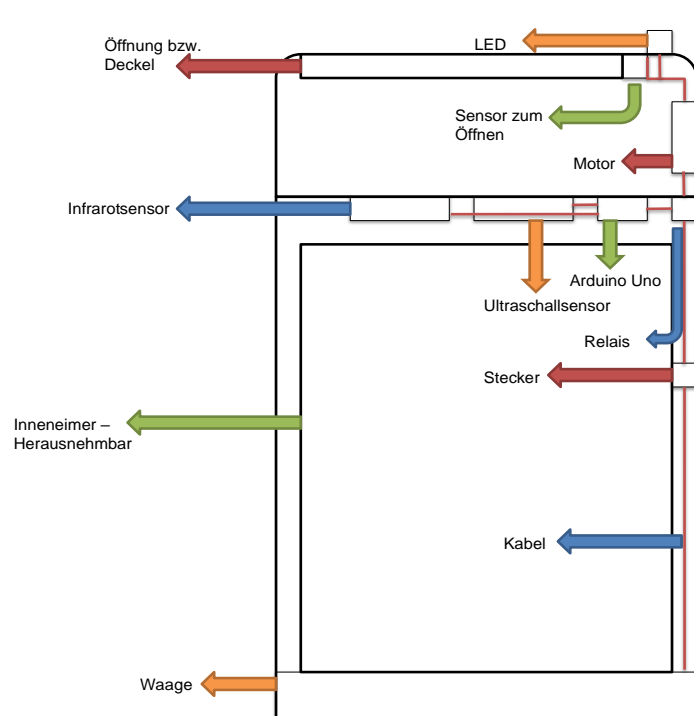 LED
Öffnung bzw.
Deckel
Sensor zum
Öffnen
Motor
Infrarotsensor
Arduino Uno
Ultraschallsensor
Relais
Stecker
Inneneimer –
Herausnehmbar
Kabel
Waage